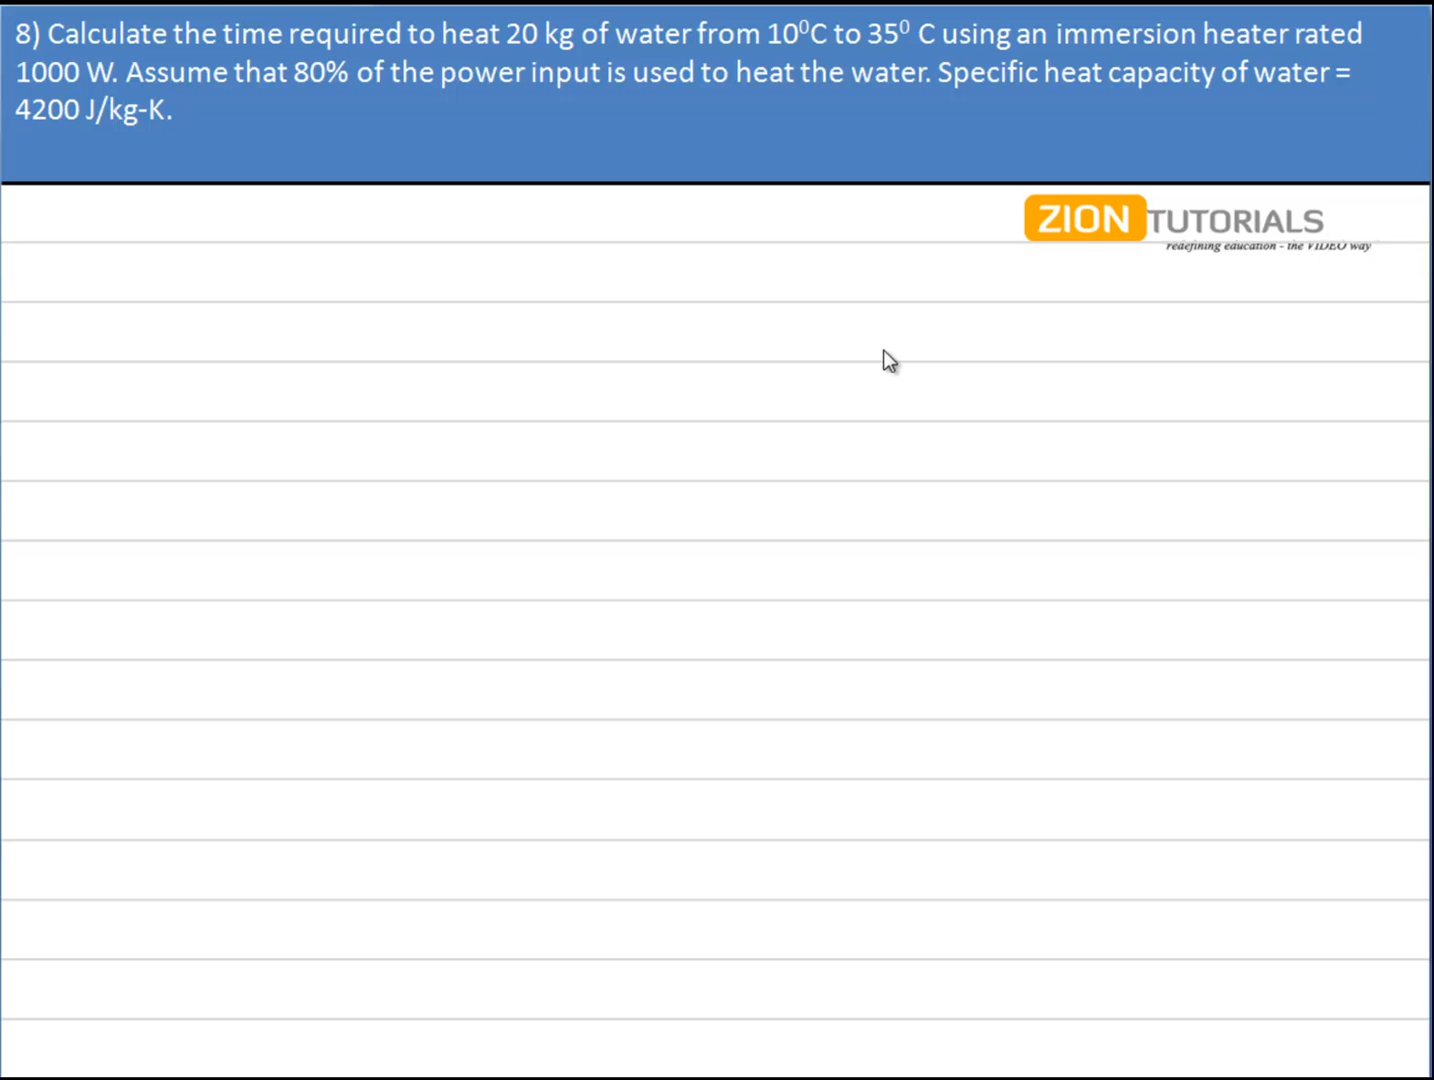 8) Calculate the time required to heat 20 kg of water from 10⁰C to 35⁰ C using an immersion heater rated
1000 W. Assume that 80% of the power input is used to heat the water. Specific heat capacity of water =
4200 J/kg-K.
ZION TUTORIALS
redefining education - the VIDEO way